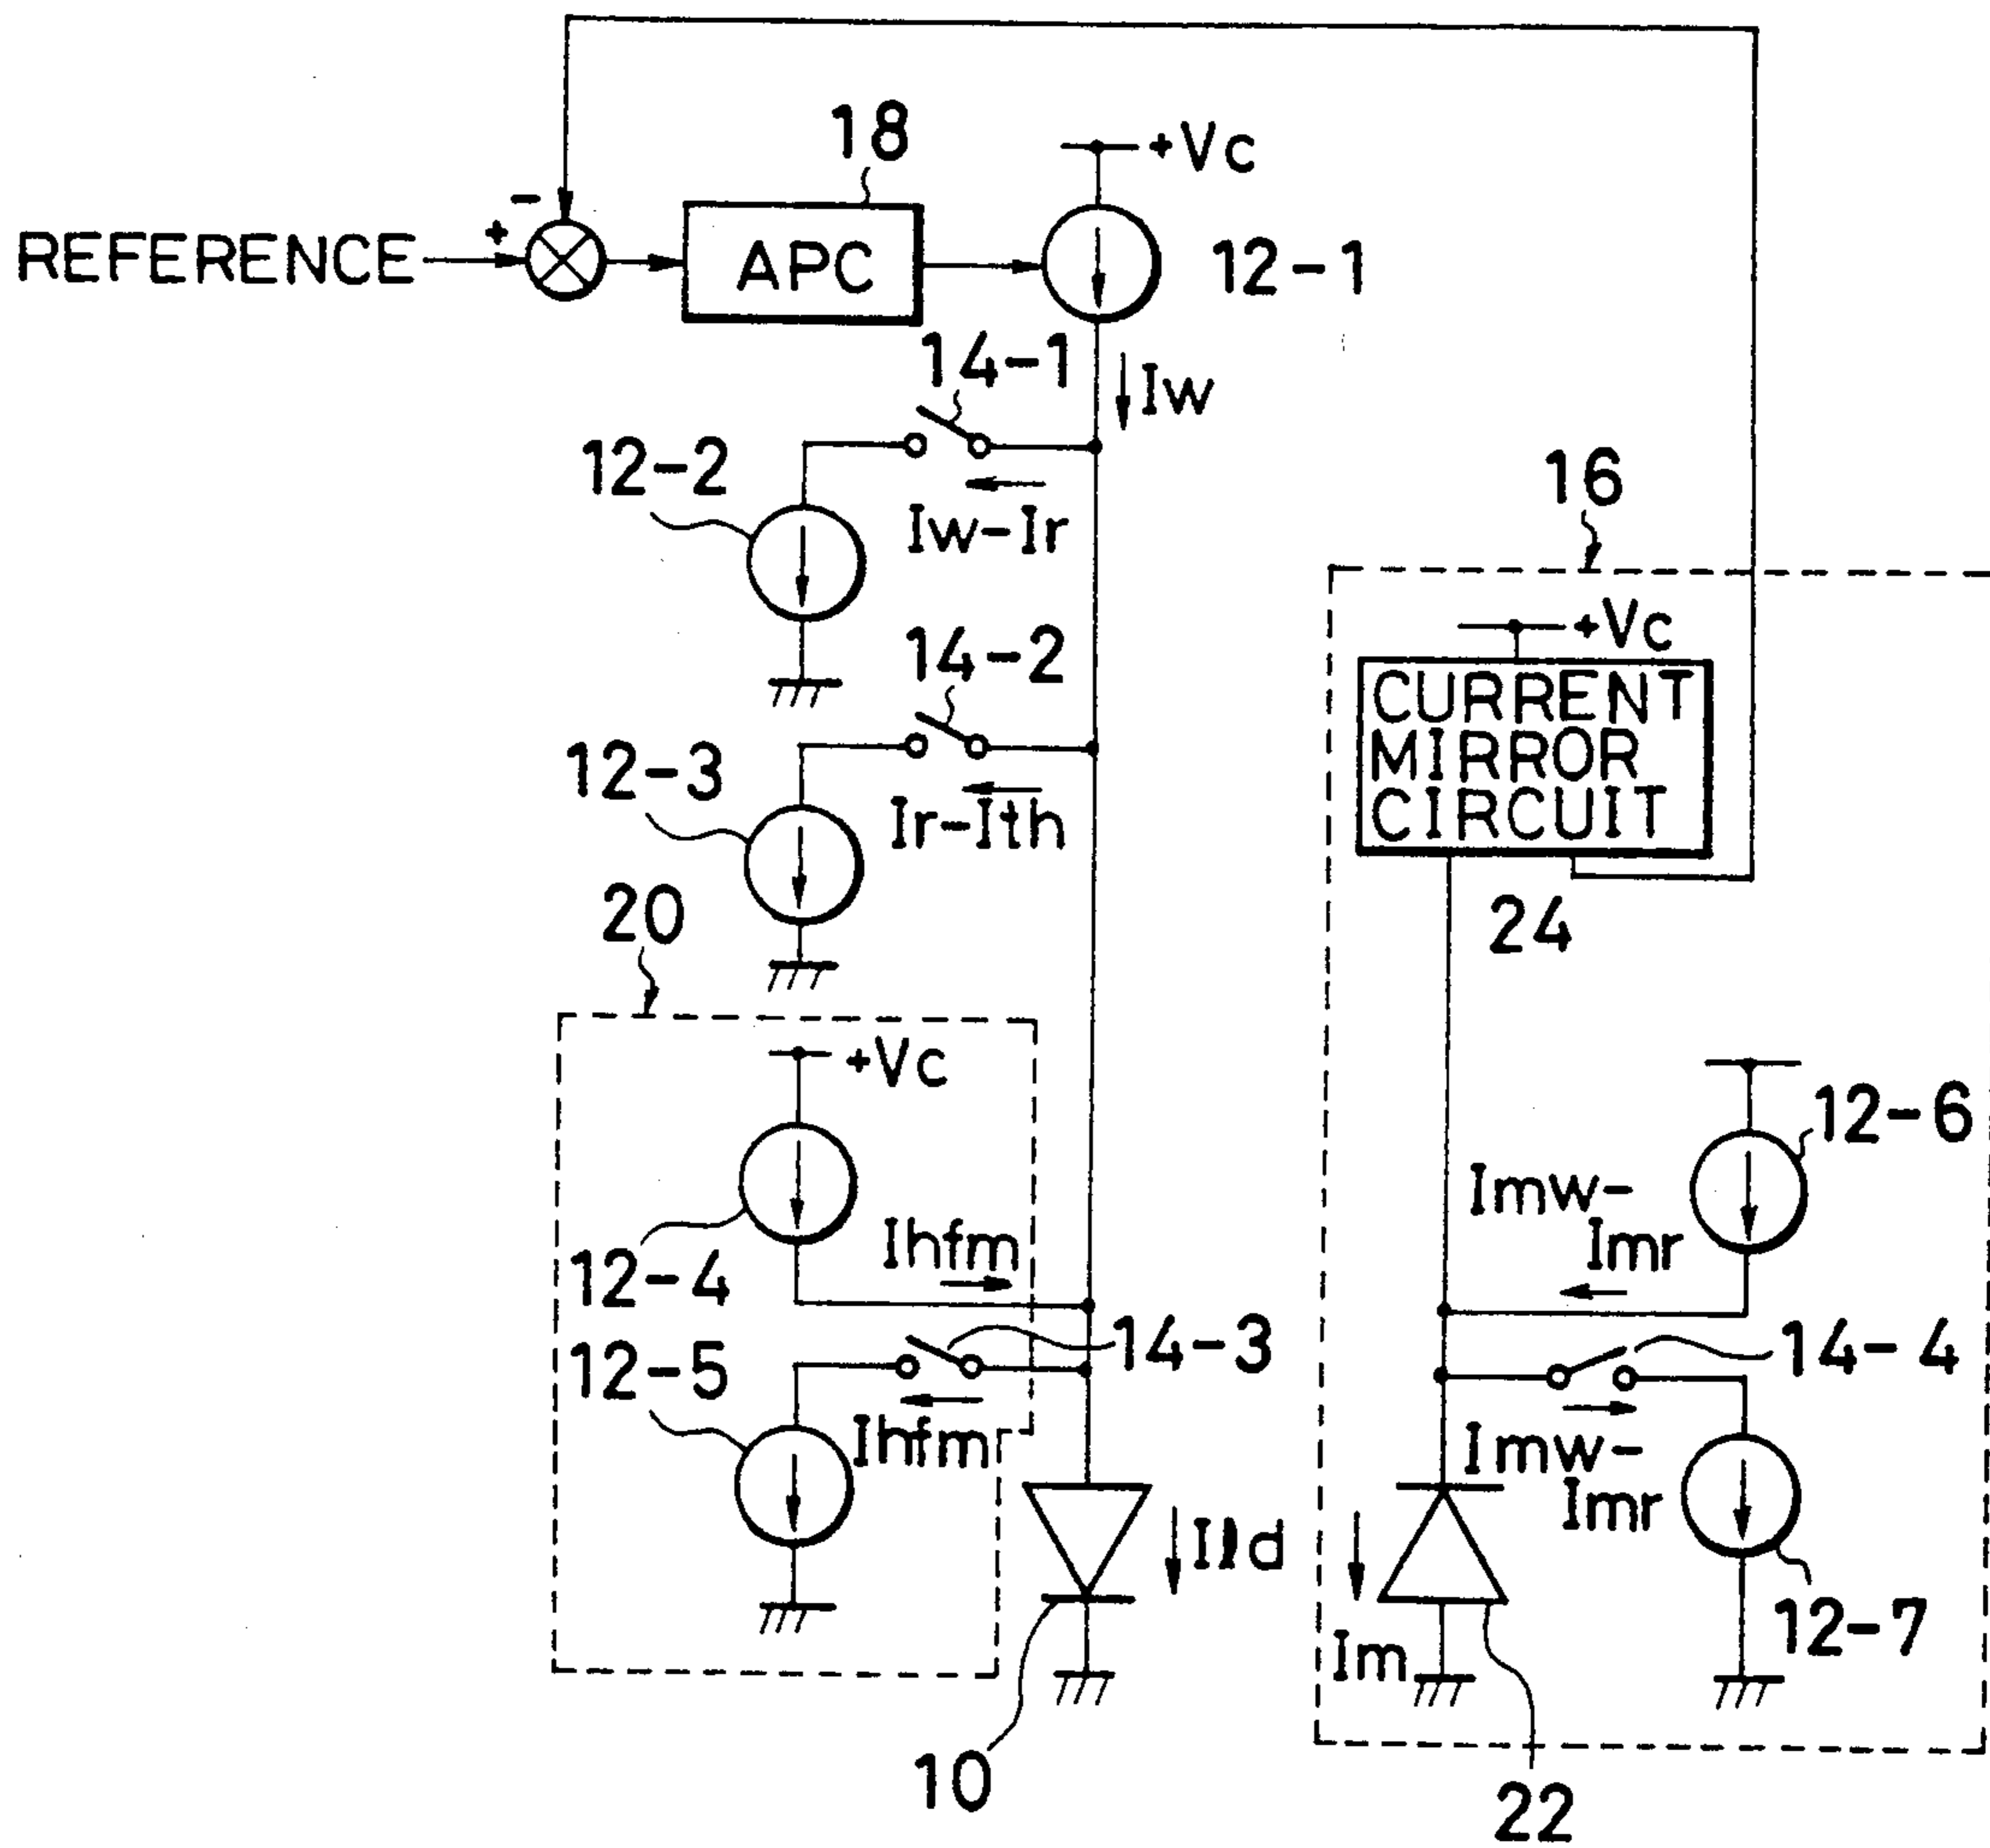 18
+Vc
- 
+
REFERENCE
APC
12-1
14-1
Iw
12-2
Iw-Ir
16
14-2
+Vc
CURRENT
MIRROR
CIRCUIT
12-3
Ir-Ith
20
24
+Vc
12-6
Imw-
Imr
Ihfm
12-4
14-3
14-4
12-5
Ihfm
Imw-
Imr
Ild
12-7
Im
10
22